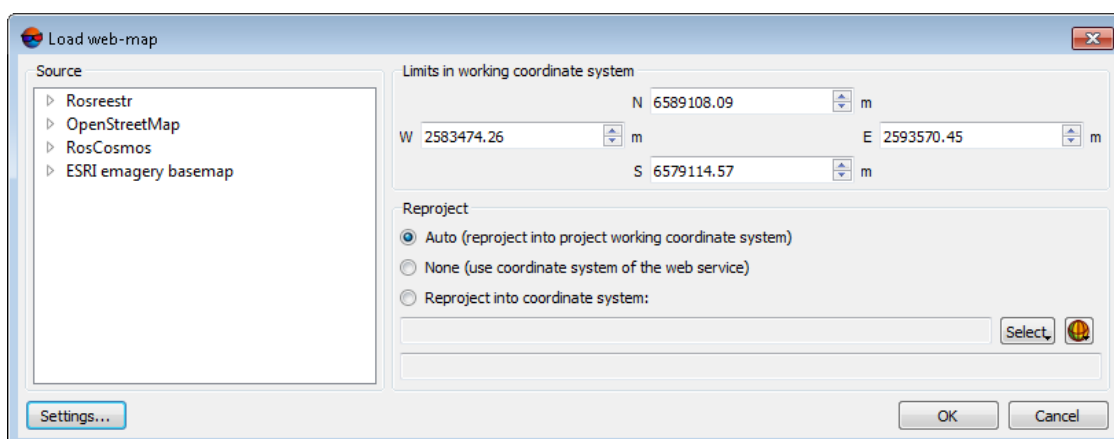 Load web-map
Source
Rosreestr
OpenStreetMap
RosCosmos
ESRI emagery basemap
Limits in working coordinate system
N 6589108.09 m
W 2583474.26 m E 2593570.45 m
S 6579114.57 m
Reproject
Auto (reproject into project working coordinate system)
None (use coordinate system of the web service)
Reproject into coordinate system:
Select
Settings... OK Cancel